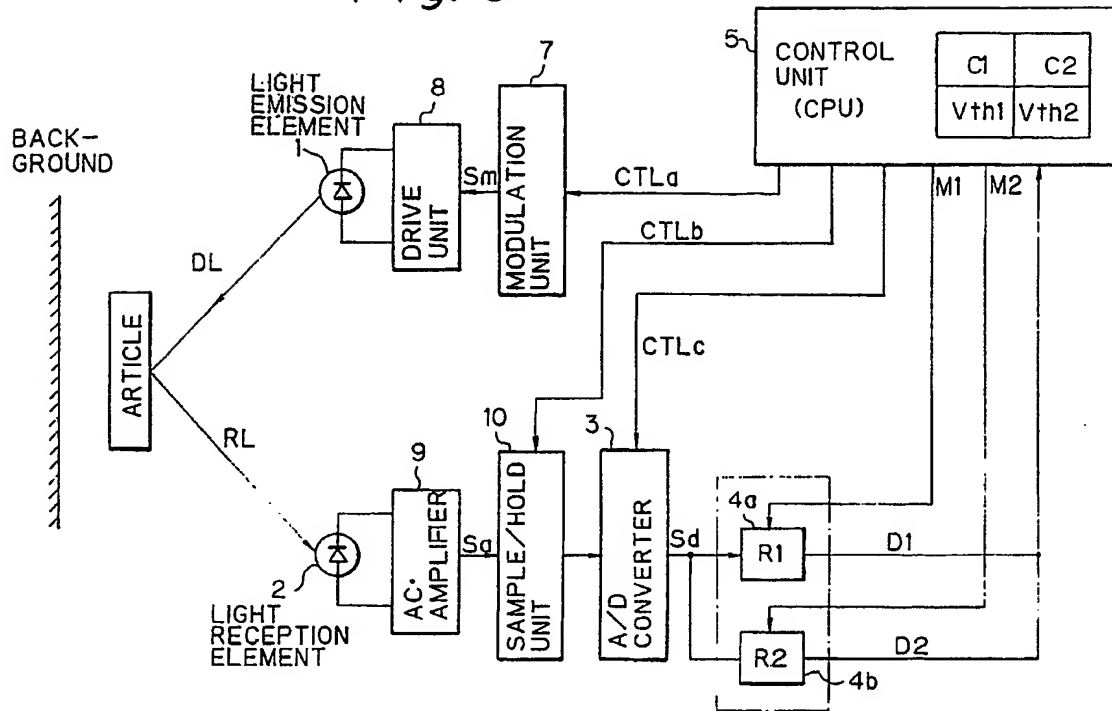 5
CONTROL
UNIT
(CPU)
C1
C2
Vth1
Vth2
7
LIGHT
EMISSION
ELEMENT
1
8
BACK-
GROUND
DRIVE
UNIT
Sm
MODULATION
UNIT
CTLa
CTLb
CTLc
M1
M2
DL
ARTICLE
RL
10
3
9
4a
AC·
AMPLIFIER
Sa
SAMPLE/HOLD
UNIT
A/D
CONVERTER
Sd
R1
D1
2
LIGHT
RECEPTION
ELEMENT
R2
D2
4b